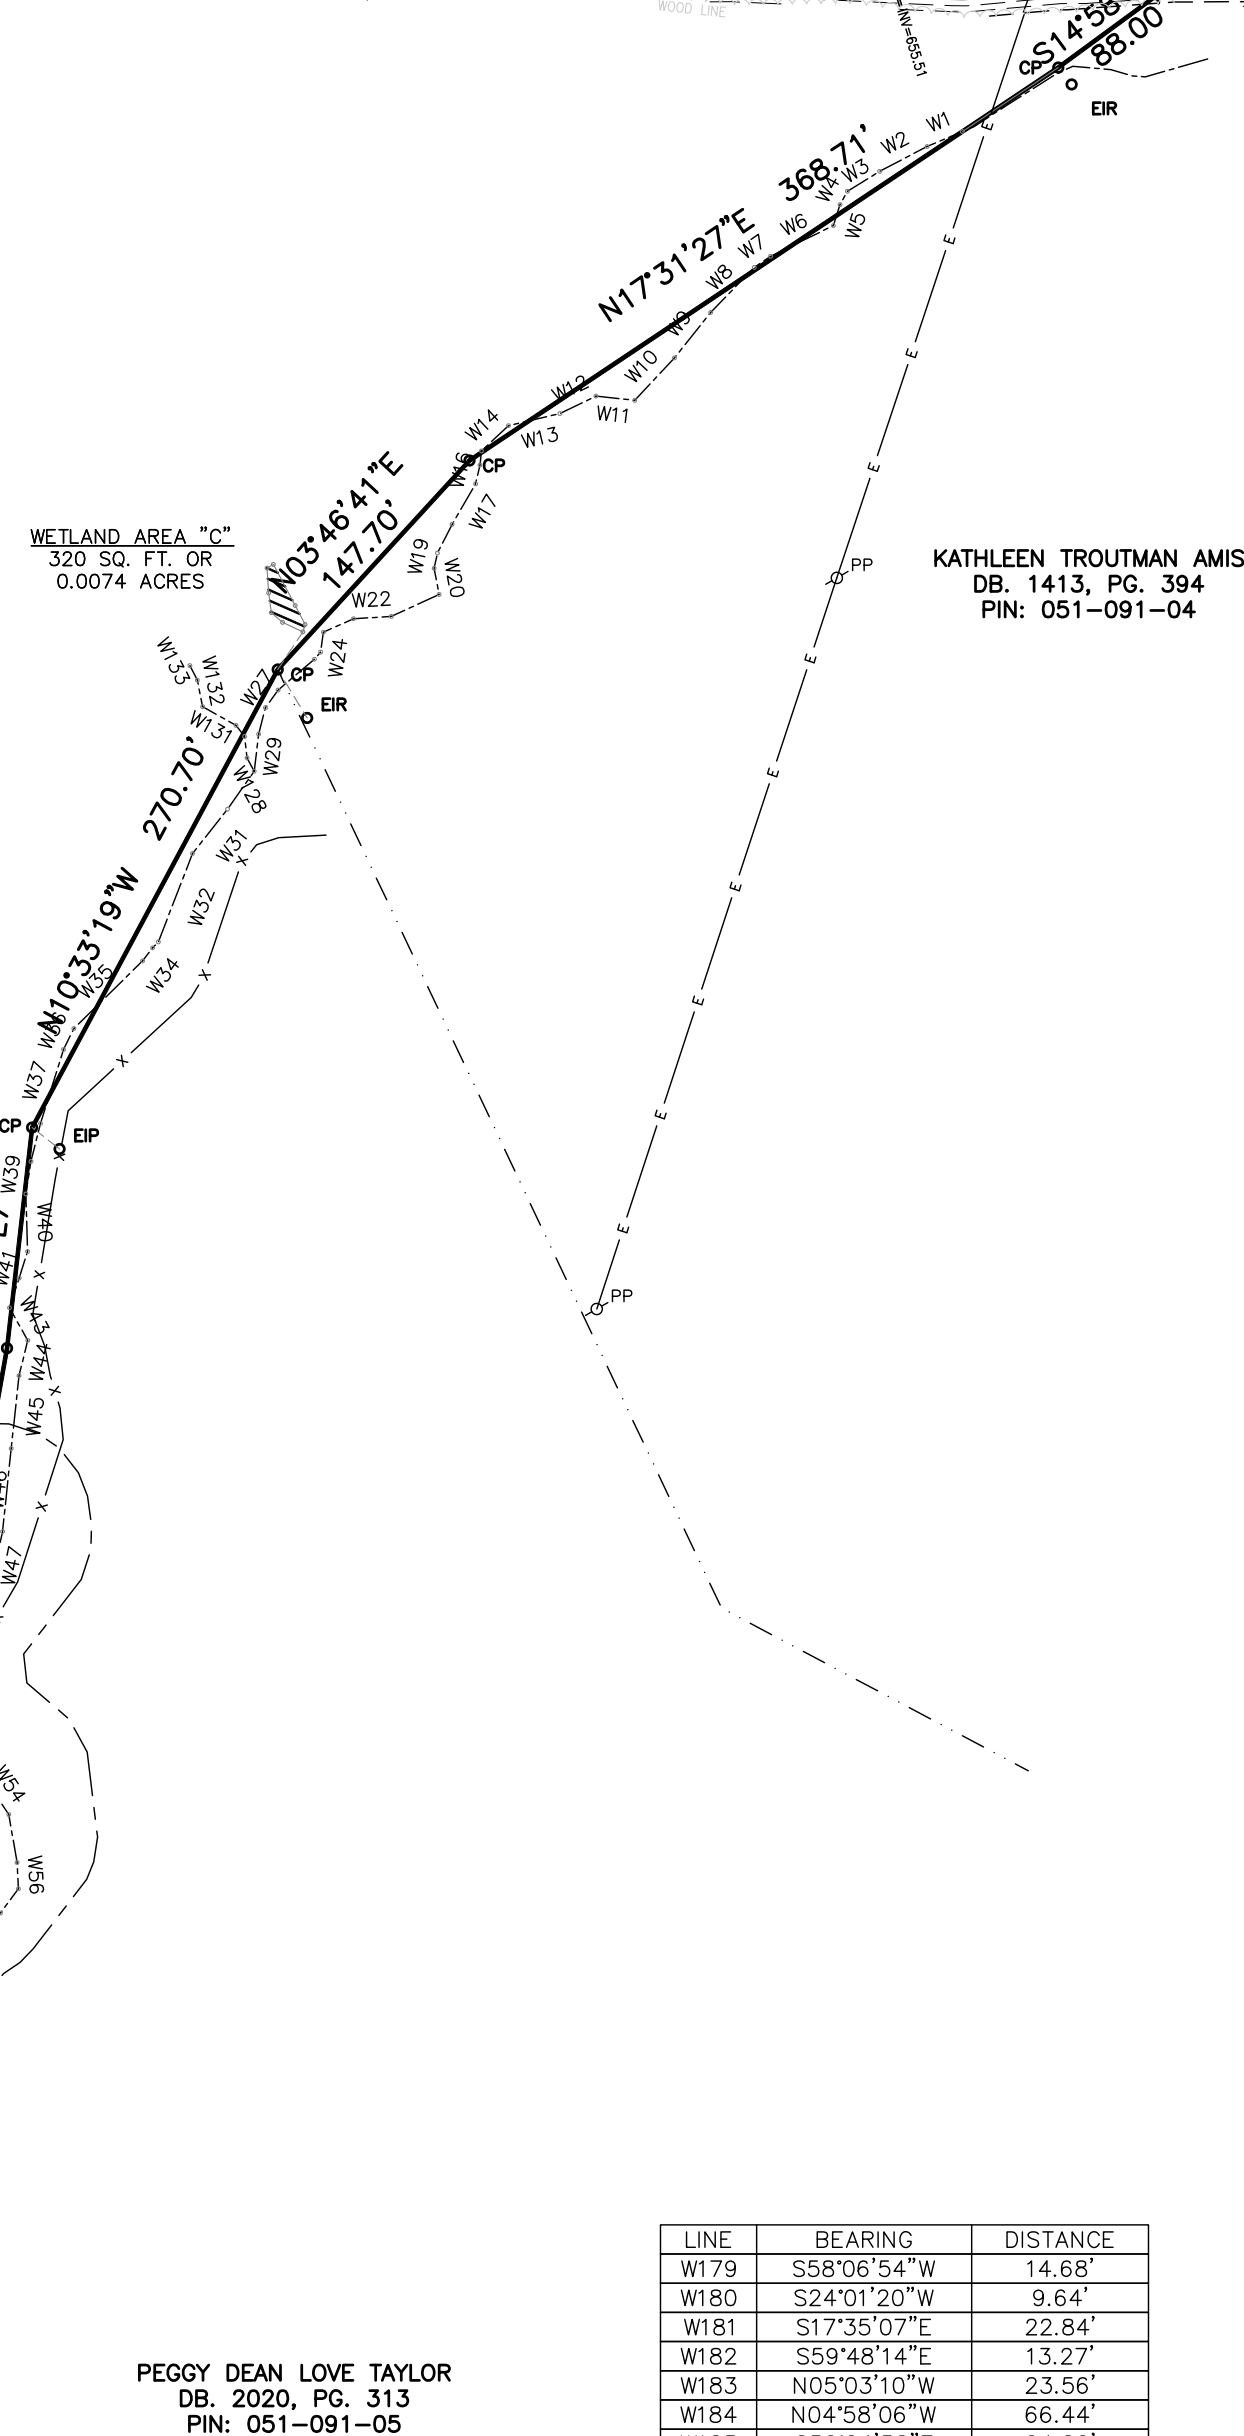 WOOD LINE
INV=655.51
S14°58'
88.00
CP
EIR
W1
W2
W3
W4
W5
W6
W7
W8
W9
W10
W11
W12
W13
W14
N17°31'27"E 368.71'
CP
W16
W17
W19
W20
W22
W24
N03°46'41"E
147.70'
WETLAND AREA "C"
320 SQ. FT. OR
0.0074 ACRES
KATHLEEN TROUTMAN AMIS
DB. 1413, PG. 394
PIN: 051-091-04
PP
E
E
E
E
E
E
E
E
E
E
E
PP
W133
W132
W131
W27
CP
EIR
W29
W128
W31
W32
W34
W35
W36
W37
N10°33'19"W 270.70'
X
X
X
CP
EIP
X
W39
W40
W41
X
W43
W44
X
W45
X
W47
W54
W56
LINE BEARING DISTANCE
W179 S58°06'54"W 14.68'
W180 S24°01'20"W 9.64'
W181 S17°35'07"E 22.84'
W182 S59°48'14"E 13.27'
W183 N05°03'10"W 23.56'
W184 N04°58'06"W 66.44'
PEGGY DEAN LOVE TAYLOR
DB. 2020, PG. 313
PIN: 051-091-05